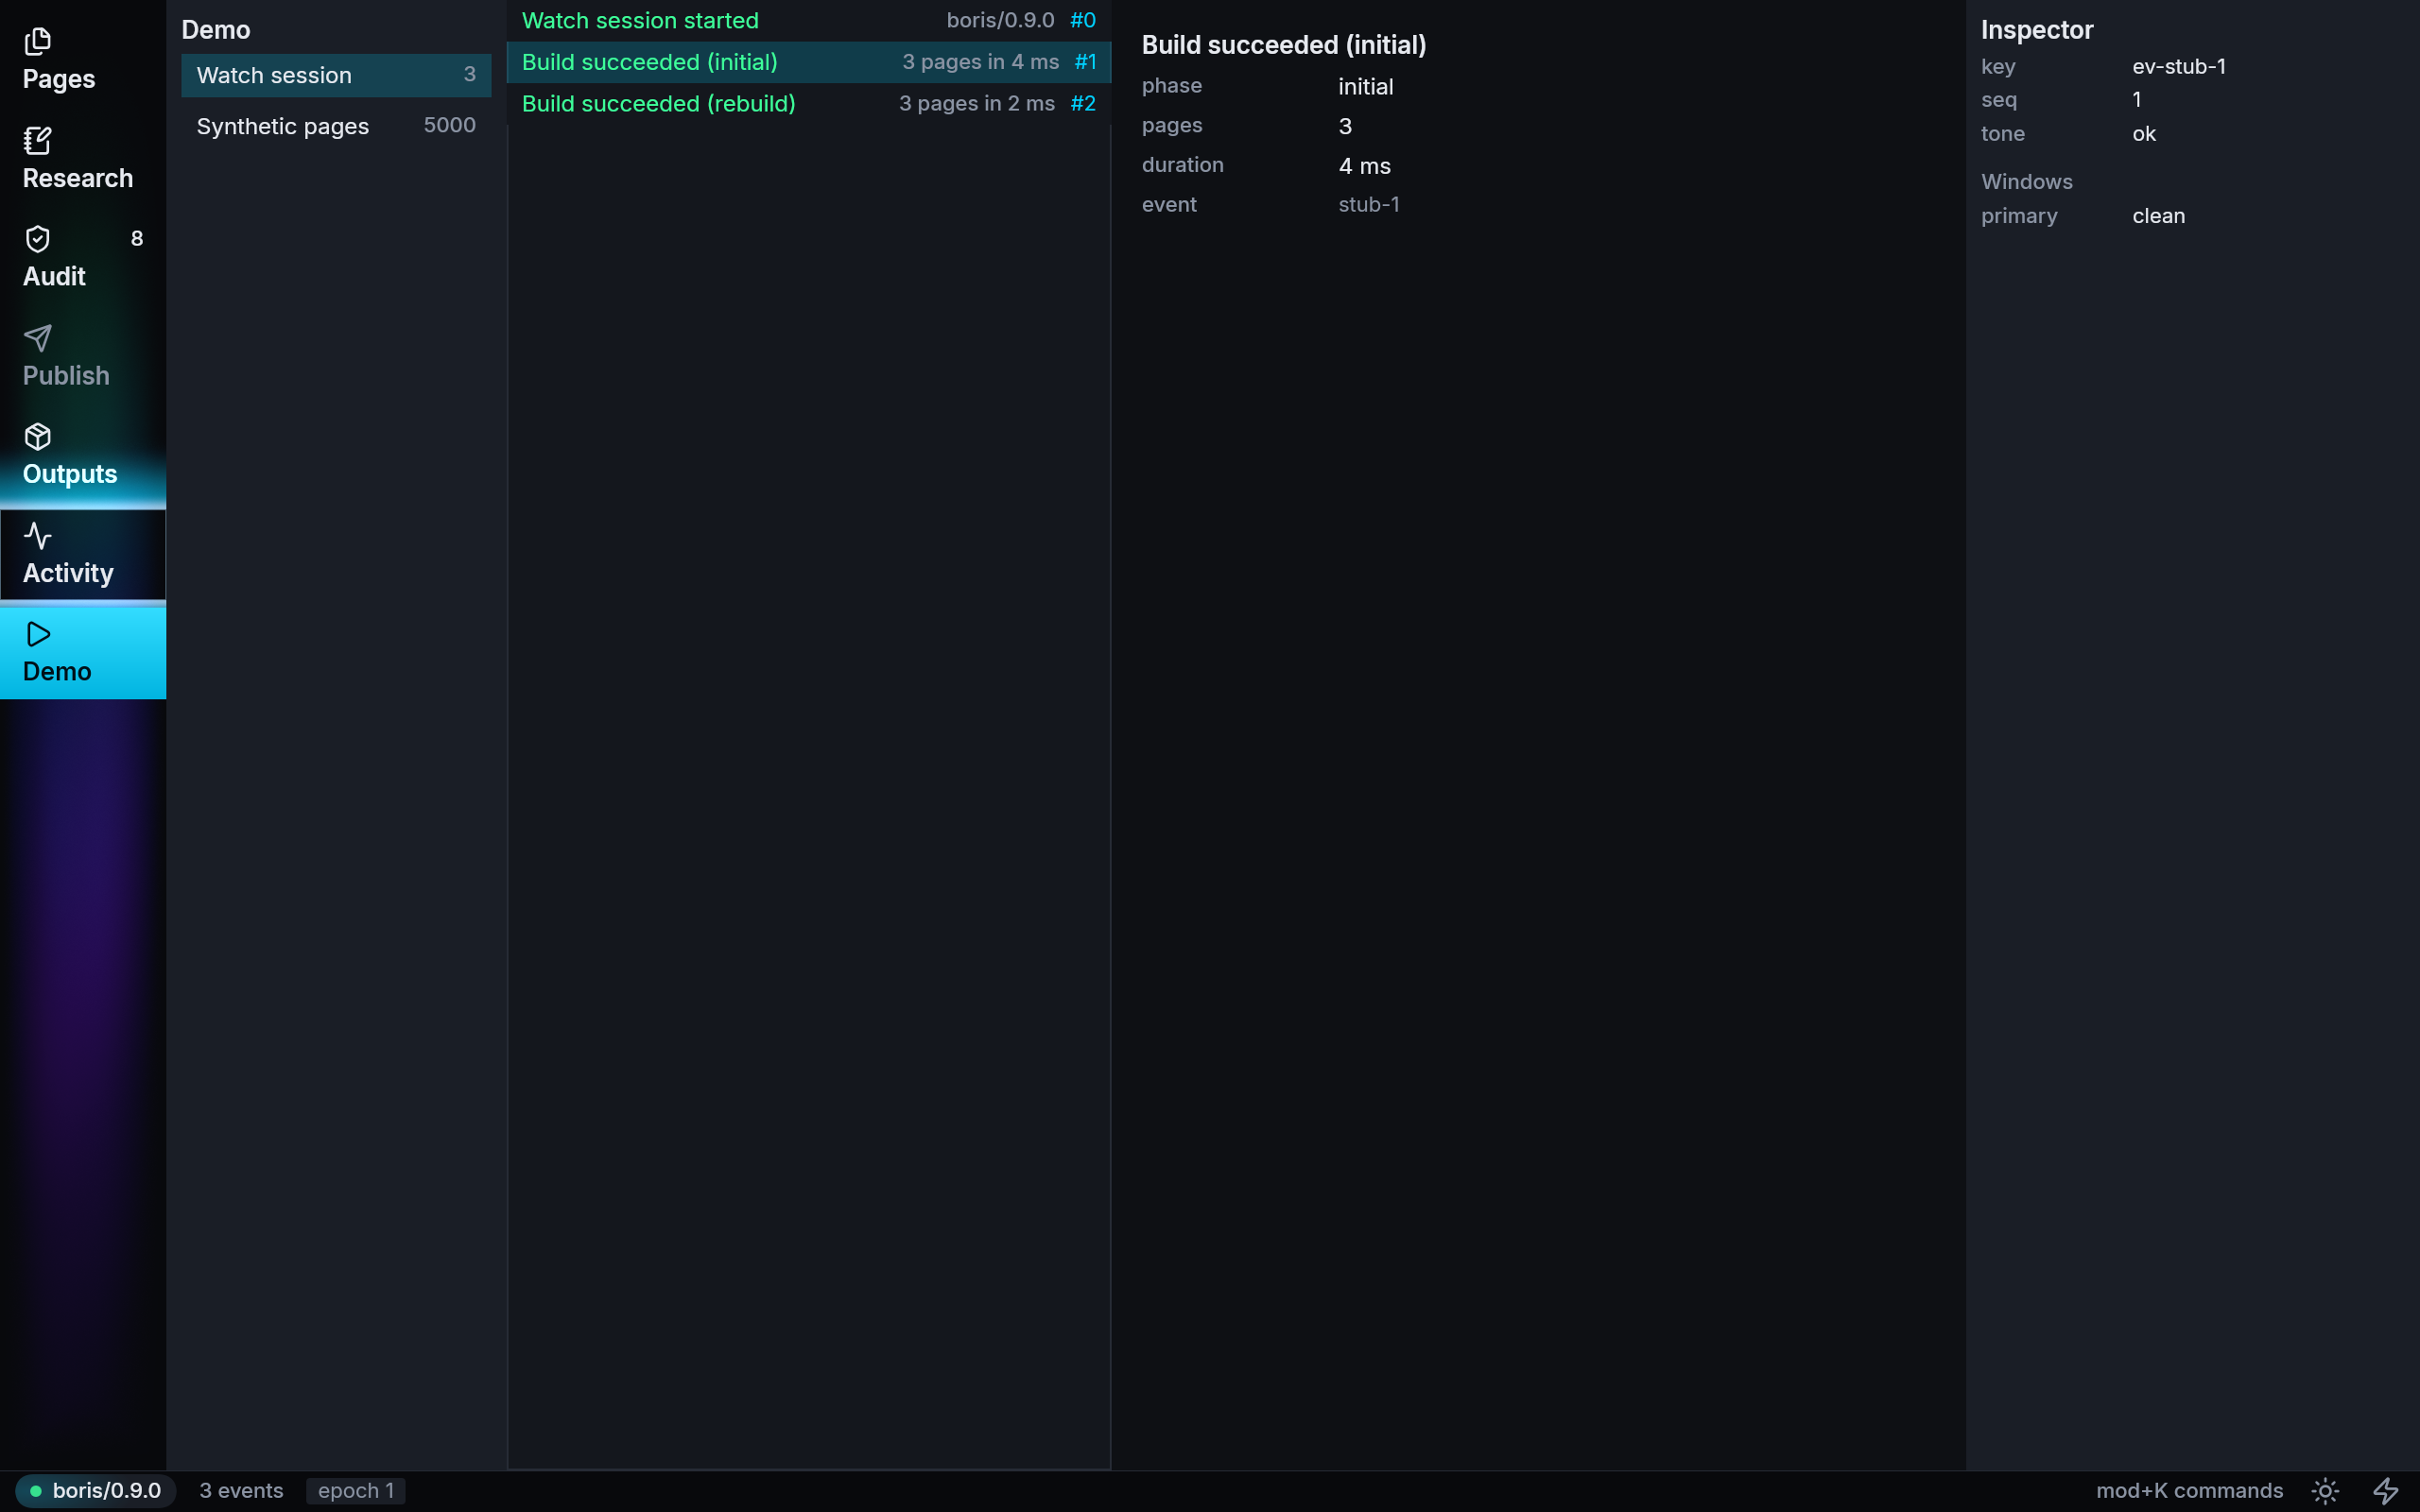 Pages
Research
8
Audit
Publish
Outputs
Activity
Demo
Demo
Watch session 3
Synthetic pages 5000
Watch session started boris/0.9.0 #0
Build succeeded (initial) 3 pages in 4 ms #1
Build succeeded (rebuild) 3 pages in 2 ms #2
Build succeeded (initial)
phase initial
pages 3
duration 4 ms
event stub-1
Inspector
key ev-stub-1
seq 1
tone ok
Windows
primary clean
boris/0.9.0 3 events epoch 1 mod+K commands